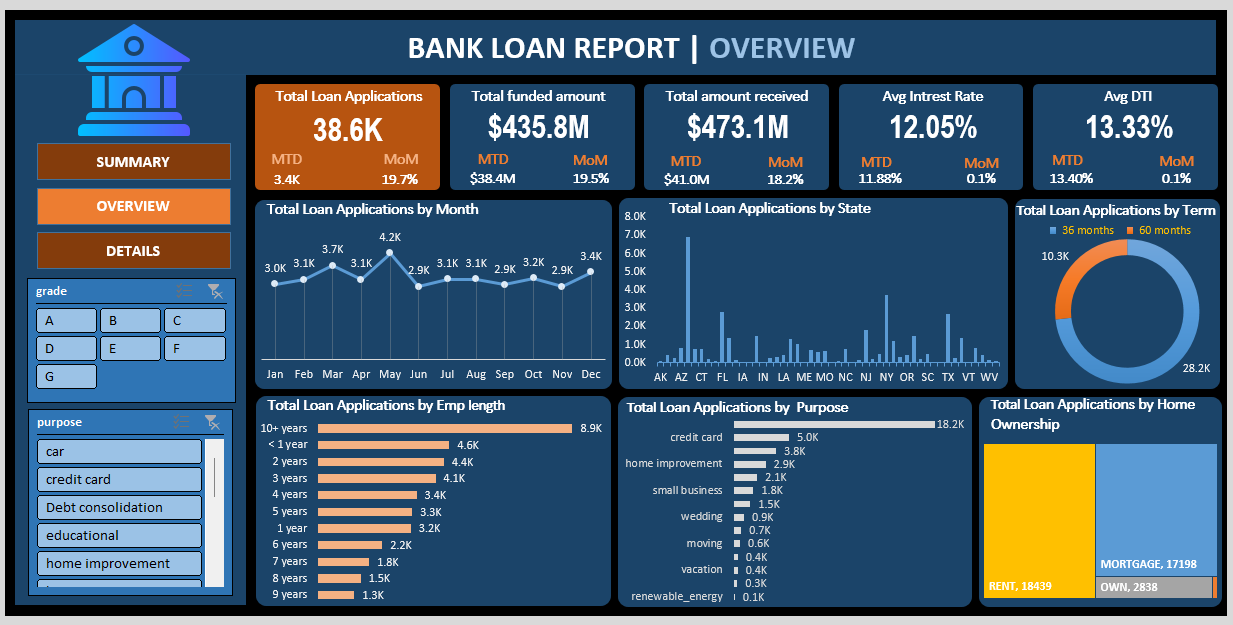 BANK LOAN REPORT | OVERVIEW
SUMMARY
OVERVIEW
DETAILS
grade
A B C
D E F
G
purpose
car
credit card
Debt consolidation
educational
home improvement
Total Loan Applications
38.6K
MTD MoM
3.4K 19.7%
Total funded amount
$435.8M
MTD MoM
$38.4M 19.5%
Total amount received
$473.1M
MTD MoM
$41.0M 18.2%
Avg Intrest Rate
12.05%
MTD MoM
11.88% 0.1%
Avg DTI
13.33%
MTD MoM
13.40% 0.1%
Total Loan Applications by Month
3.0K 3.1K 3.7K 3.1K 4.2K 2.9K 3.1K 3.1K 2.9K 3.2K 2.9K 3.4K
Jan Feb Mar Apr May Jun Jul Aug Sep Oct Nov Dec
Total Loan Applications by State
8.0K
7.0K
6.0K
5.0K
4.0K
3.0K
2.0K
1.0K
0.0K
AK AZ CT FL IA IN LA ME MO NC NJ NY OR SC TX VT WV
Total Loan Applications by Term
36 months 60 months
10.3K
28.2K
Total Loan Applications by Emp length
10+ years 8.9K
< 1 year 4.6K
2 years 4.4K
3 years 4.1K
4 years 3.4K
5 years 3.3K
1 year 3.2K
6 years 2.2K
7 years 1.8K
8 years 1.5K
9 years 1.3K
Total Loan Applications by Purpose
18.2K
credit card 5.0K
3.8K
home improvement 2.9K
2.1K
small business 1.8K
1.5K
wedding 0.9K
0.7K
moving 0.6K
0.4K
vacation 0.4K
0.3K
renewable_energy 0.1K
Total Loan Applications by Home
Ownership
RENT, 18439
MORTGAGE, 17198
OWN, 2838